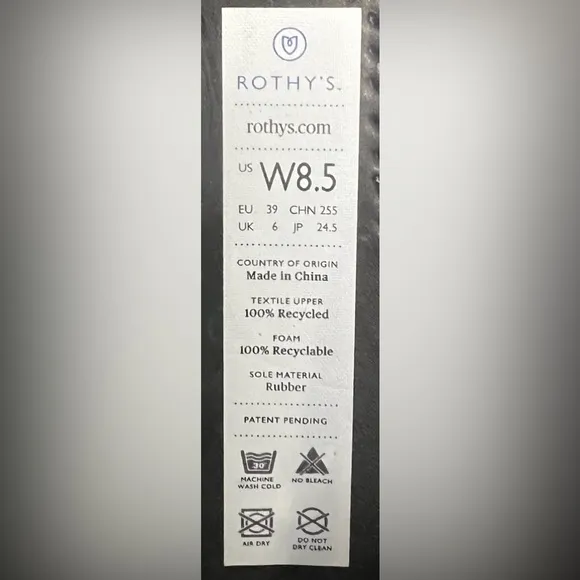 ROTHY'S™
rothys.com
US W8.5
EU 39 CHN 255
UK 6 JP 24.5
COUNTRY OF ORIGIN
Made in China
TEXTILE UPPER
100% Recycled
FOAM
100% Recyclable
SOLE MATERIAL
Rubber
PATENT PENDING
30°
MACHINE
WASH COLD
NO BLEACH
AIR DRY
DO NOT
DRY CLEAN